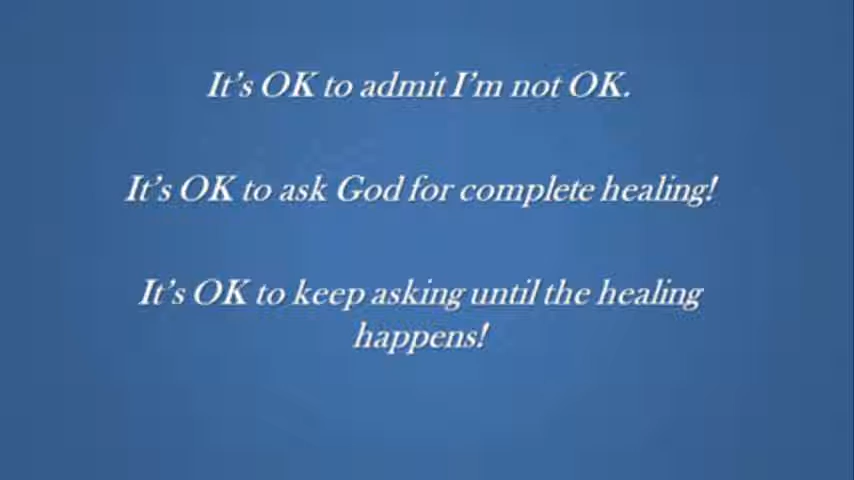 It's OK to admit I'm not OK.
It's OK to ask God for complete healing!
It's OK to keep asking until the healing
happens!